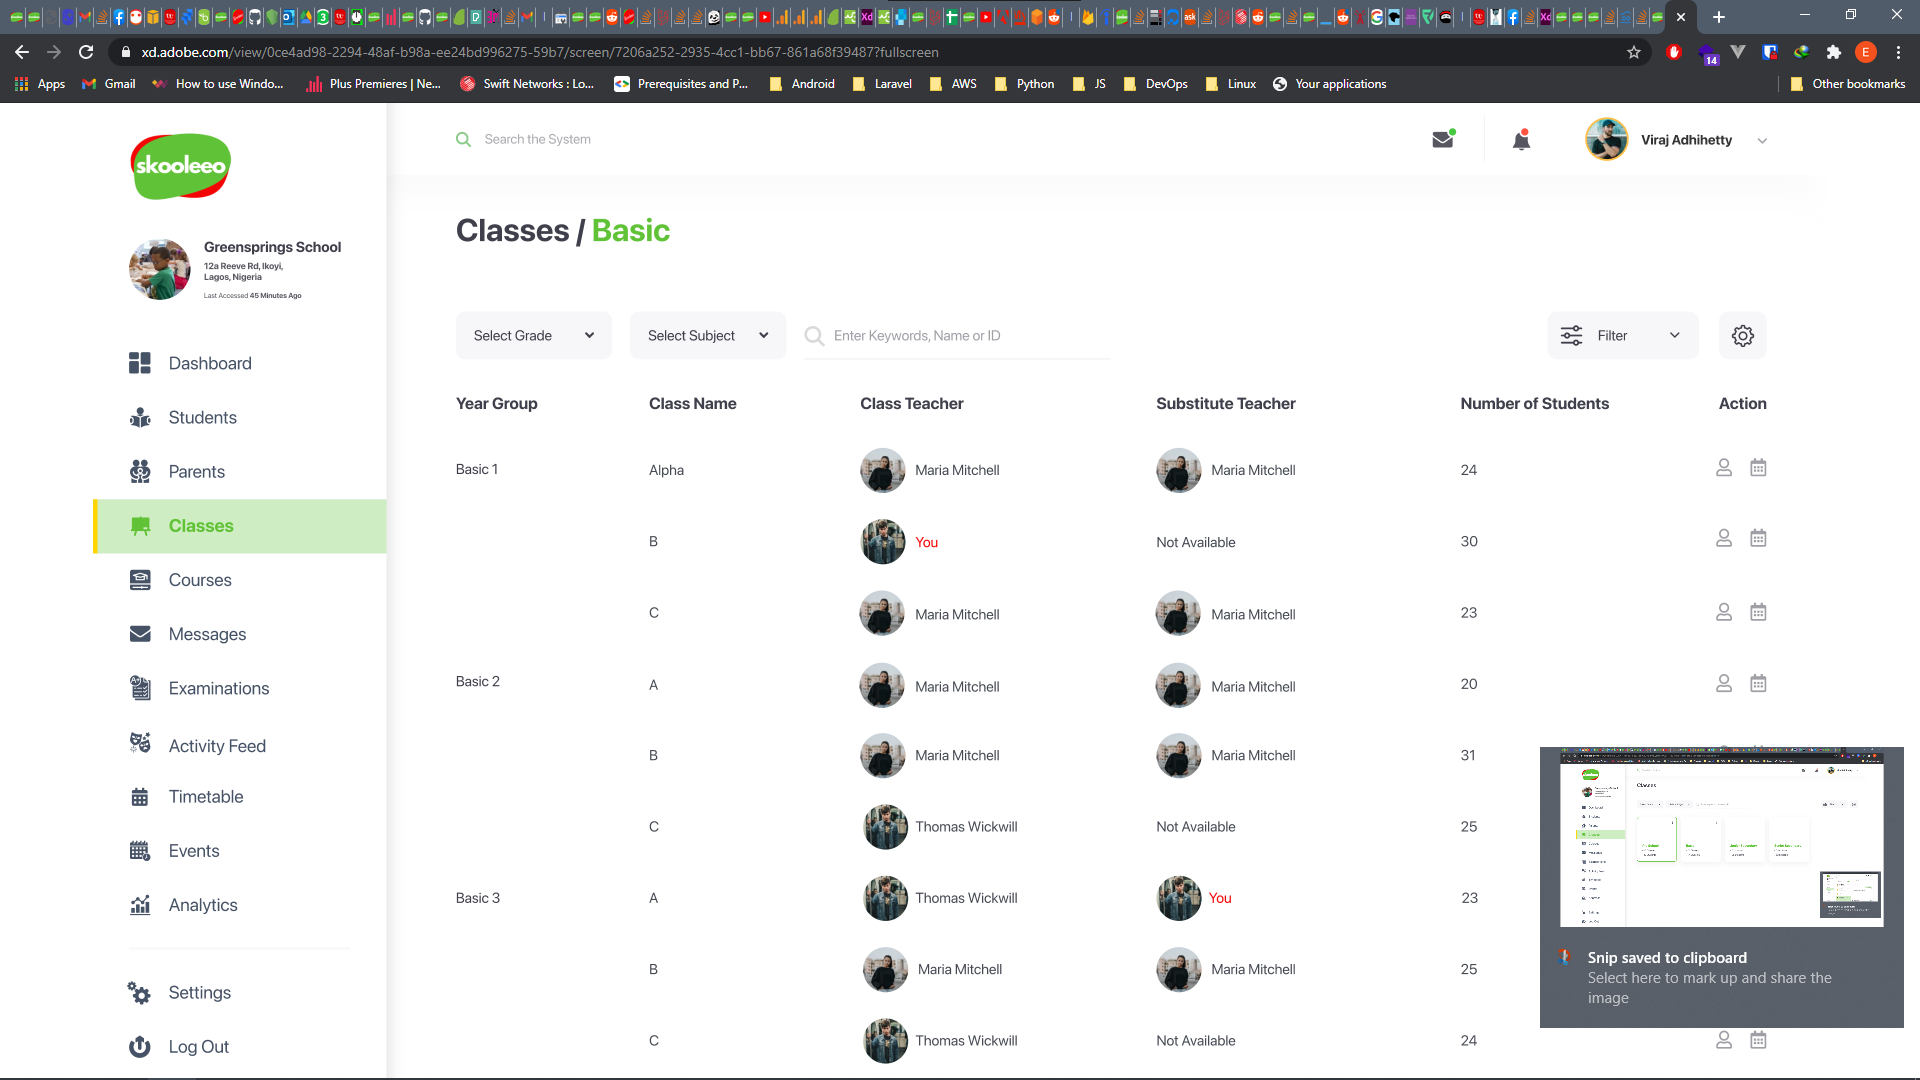 xd.adobe.com/view/0ce4ad98-2294-48af-b98a-ee24bd996275-59b7/screen/7206a252-2935-4cc1-bb67-861a68f39487?fullscreen
14
E
Apps
Gmail
How to use Windo...
Plus Premieres | Ne...
Swift Networks : Lo...
Prerequisites and P...
Android
Laravel
AWS
Python
JS
DevOps
Linux
Your applications
Other bookmarks
skooleeo
Search the System
Viraj Adhihetty
Greensprings School
12a Reeve Rd, Ikoyi,
Lagos, Nigeria
Last Accessed 45 Minutes Ago
Classes / Basic
Select Grade
Select Subject
Enter Keywords, Name or ID
Filter
Dashboard
Students
Parents
Classes
Courses
Messages
Examinations
Activity Feed
Timetable
Events
Analytics
Settings
Log Out
Year Group Class Name Class Teacher Substitute Teacher Number of Students Action
Basic 1 Alpha Maria Mitchell Maria Mitchell 24
B You Not Available 30
C Maria Mitchell Maria Mitchell 23
Basic 2 A Maria Mitchell Maria Mitchell 20
B Maria Mitchell Maria Mitchell 31
C Thomas Wickwill Not Available 25
Basic 3 A Thomas Wickwill You 23
B Maria Mitchell Maria Mitchell 25
C Thomas Wickwill Not Available 24
Classes
Snip saved to clipboard
Select here to mark up and share the
image